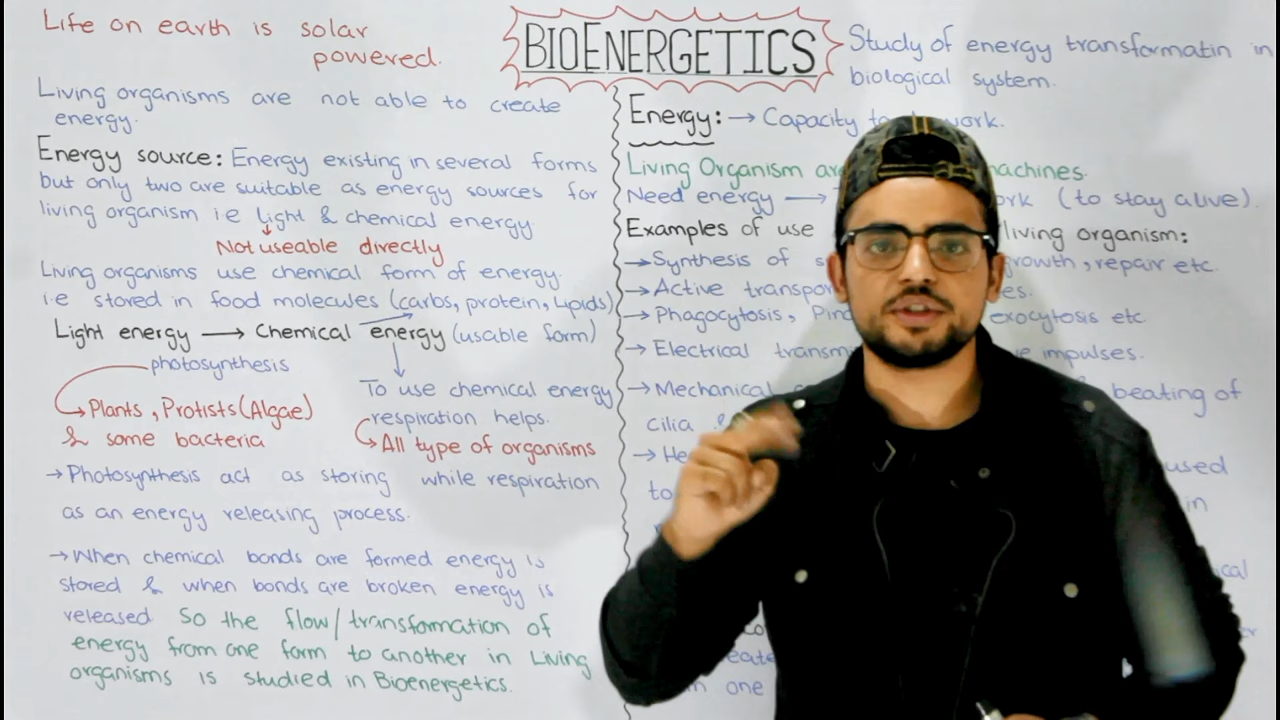 Life on earth is solar
powered.
BIOENERGETICS
Study of energy transformatin in
biological system.
Living organisms are not able to create
energy.
Energy source: Energy existing in several forms
but only two are suitable as energy sources for
living organism i.e light & chemical energy
Not useable directly
Living organisms use chemical form of energy.
i.e stored in food molecules (carbs, protein, Lipids)
Light energy → Chemical energy (usable form)
photosynthesis
Plants, Protists (Algae)
& some bacteria
To use chemical energy
respiration helps.
All type of organisms
→ Photosynthesis act as storing while respiration
as an energy releasing process.
→ When chemical bonds are formed energy is
stored & when bonds are broken energy is
released So the flow/transformation of
energy from one form to another in Living
organisms is studied in Bioenergetics.
Energy: → Capacity work.
Living Organism are machines.
Need energy → (to stay alive).
Examples of use living organism:
→ Synthesis of growth, repair etc.
→ Active
→ Phagocytosis, exocytosis etc
→ Electrical impulses.
→ Mechanical & beating of
cilia
→ used
to in
one